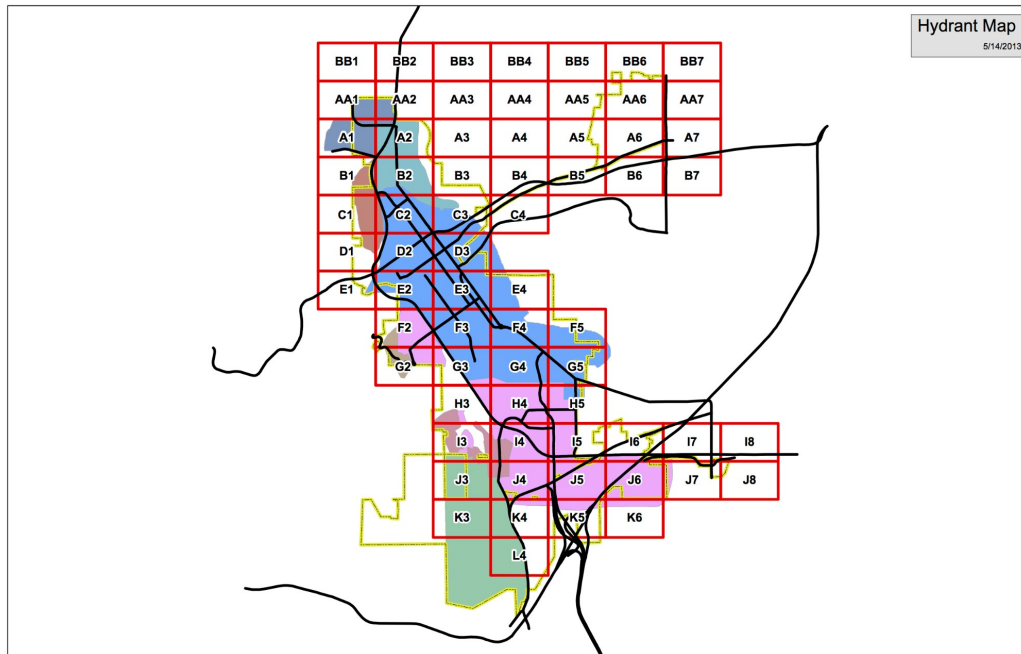 Hydrant Map
5/14/2013
BB1 BB2 BB3 BB4 BB5 BB6 BB7
AA1 AA2 AA3 AA4 AA5 AA6 AA7
A1 A2 A3 A4 A5 A6 A7
B1 B2 B3 B4 B5 B6 B7
C1 C2 C3 C4
D1 D2 D3
E1 E2 E3 E4
F2 F3 F4 F5
G2 G3 G4 G5
H3 H4 H5
I3 I4 I5 I6 I7 I8
J3 J4 J5 J6 J7 J8
K3 K4 K5 K6
L4